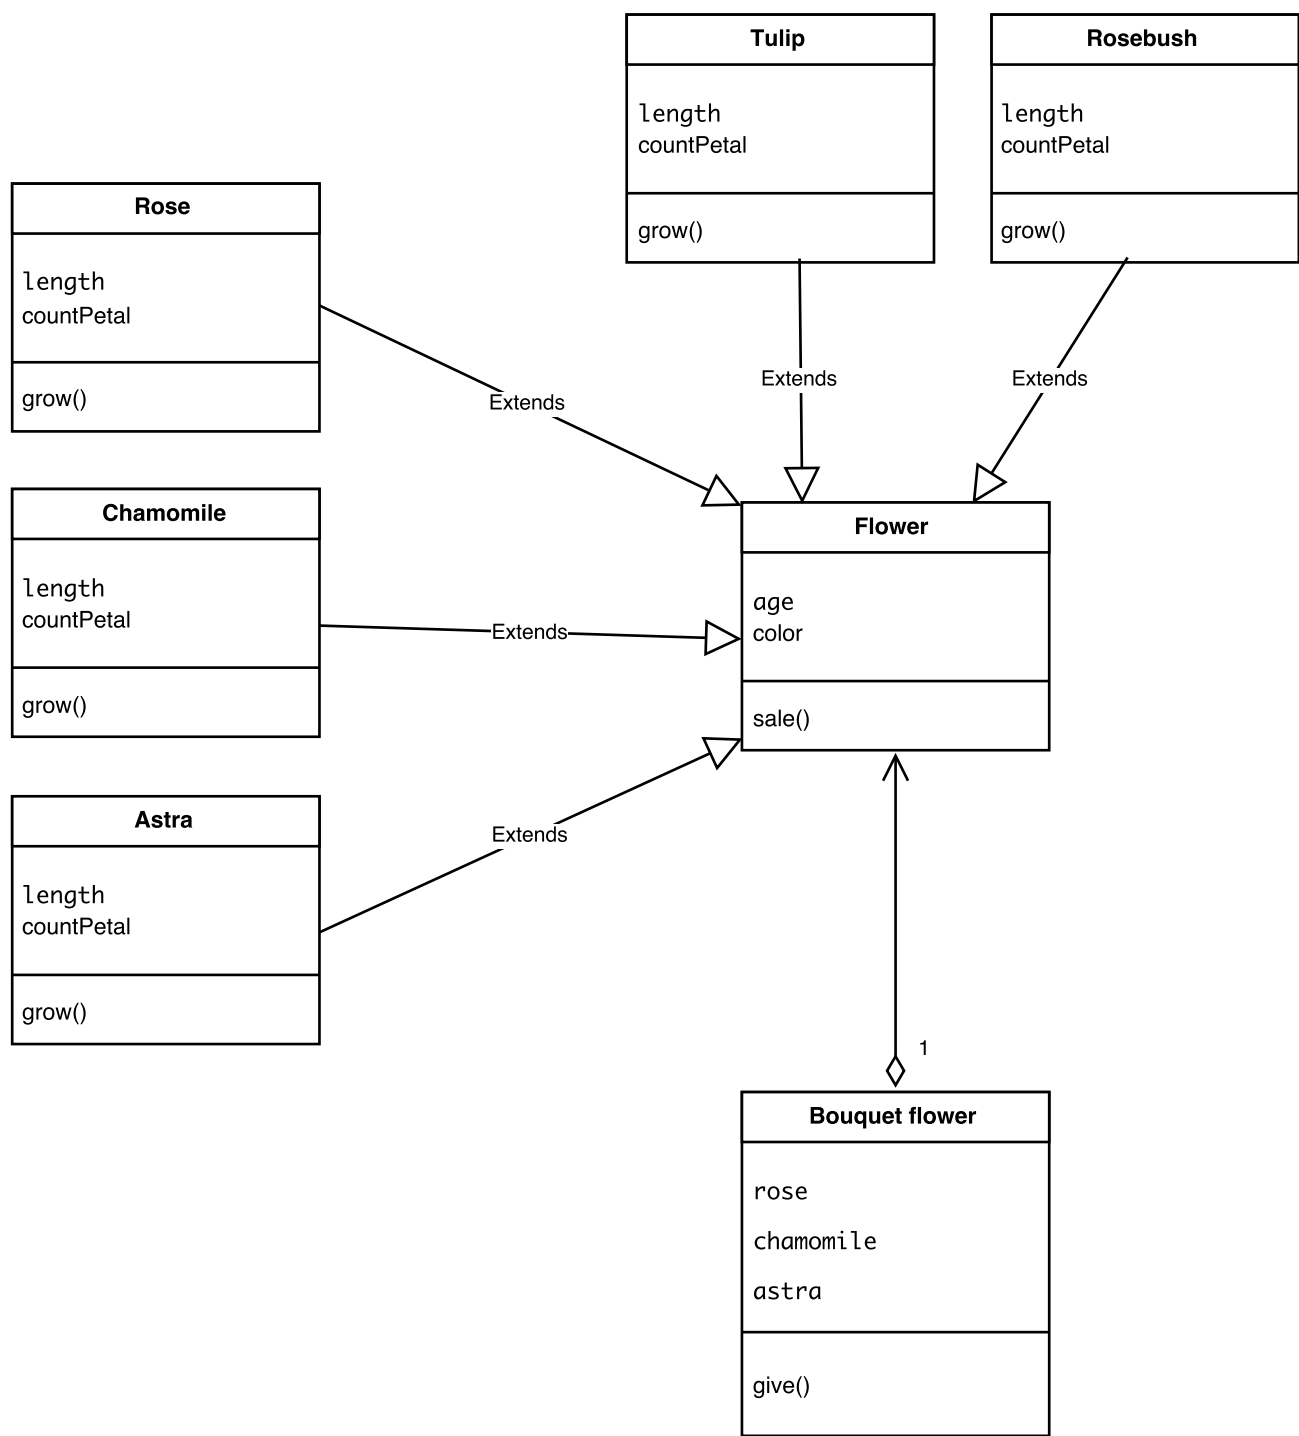 Tulip
length
countPetal
grow()
Rosebush
length
countPetal
grow()
Rose
length
countPetal
grow()
Extends
Extends
Extends
Chamomile
length
countPetal
grow()
Extends
Flower
age
color
sale()
Astra
length
countPetal
grow()
Extends
1
Bouquet flower
rose
chamomile
astra
give()